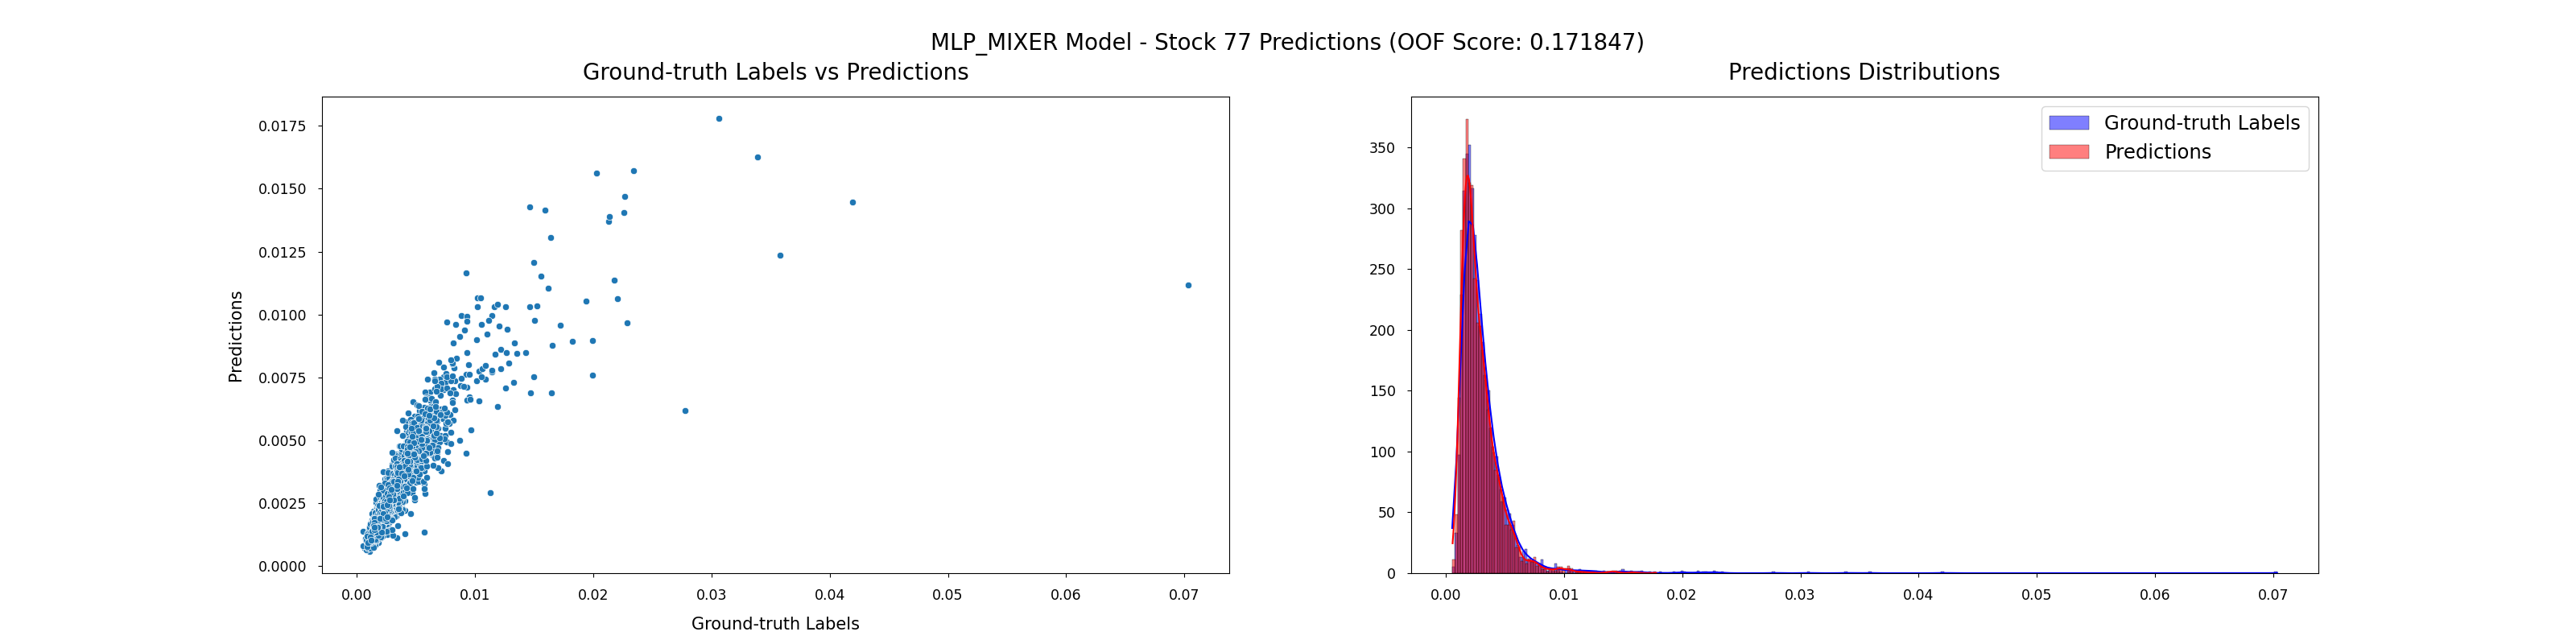 MLP_MIXER Model - Stock 77 Predictions (OOF Score: 0.171847)
Ground-truth Labels vs Predictions
0.0175
0.0150
0.0125
0.0100
0.0075
0.0050
0.0025
0.0000
Predictions
0.00 0.01 0.02 0.03 0.04 0.05 0.06 0.07
Ground-truth Labels
Predictions Distributions
Ground-truth Labels
Predictions
350
300
250
200
150
100
50
0
0.00 0.01 0.02 0.03 0.04 0.05 0.06 0.07